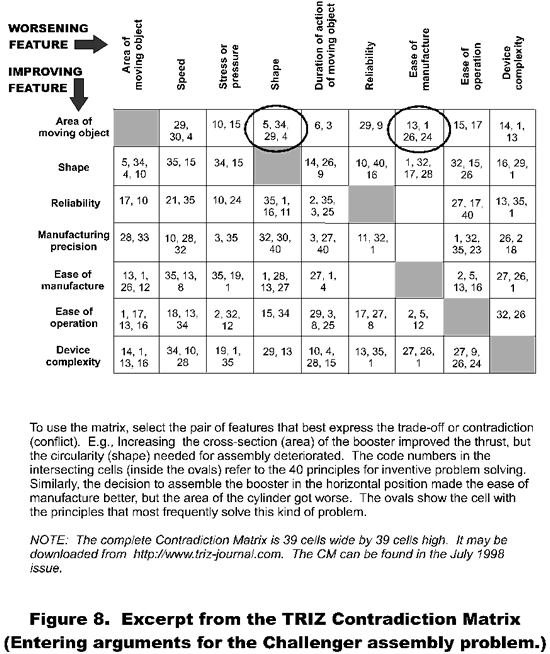 WORSENING
FEATURE
IMPROVING
FEATURE
Area of
moving object
Speed
Stress or
pressure
Shape
Duration of action
of moving object
Reliability
Ease of
manufacture
Ease of
operation
Device
complexity
Area of
moving object
29,
30, 4
10, 15
5, 34,
29, 4
6, 3
29, 9
13, 1
26, 24
15, 17
14, 1,
13
Shape
5, 34,
4, 10
35, 15
34, 15
14, 26,
9
10, 40,
16
1, 32,
17, 28
32, 15,
26
16, 29,
1
Reliability
17, 10
21, 35
10, 24
35, 1,
16, 11
2, 35,
3, 25
27, 17,
40
13, 35,
1
Manufacturing
precision
28, 33
10, 28,
32
3, 35
32, 30,
40
3, 27,
40
11, 32,
1
1, 32,
35, 23
26, 2
18
Ease of
manufacture
13, 1,
26, 12
35, 13,
8
35, 19,
1
1, 28,
13, 27
27, 1,
4
2, 5,
13, 16
27, 26,
1
Ease of
operation
1, 17,
13, 16
18, 13,
34
2, 32,
12
15, 34
29, 3,
8, 25
17, 27,
8
2, 5,
12
32, 26
Device
complexity
14, 1,
13, 16
34, 10,
28
19, 1,
35
29, 13
10, 4,
28, 15
13, 35,
1
27, 26,
1
27, 9,
26, 24
To use the matrix, select the pair of features that best express the trade-off or contradiction
(conflict). E.g., Increasing the cross-section (area) of the booster improved the thrust, but
the circularity (shape) needed for assembly deteriorated. The code numbers in the
intersecting cells (inside the ovals) refer to the 40 principles for inventive problem solving.
Similarly, the decision to assemble the booster in the horizontal position made the ease of
manufacture better, but the area of the cylinder got worse. The ovals show the cell with
the principles that most frequently solve this kind of problem.
NOTE: The complete Contradiction Matrix is 39 cells wide by 39 cells high. It may be
downloaded from http://www.triz-journal.com. The CM can be found in the July 1998
issue.
Figure 8. Excerpt from the TRIZ Contradiction Matrix
(Entering arguments for the Challenger assembly problem.)